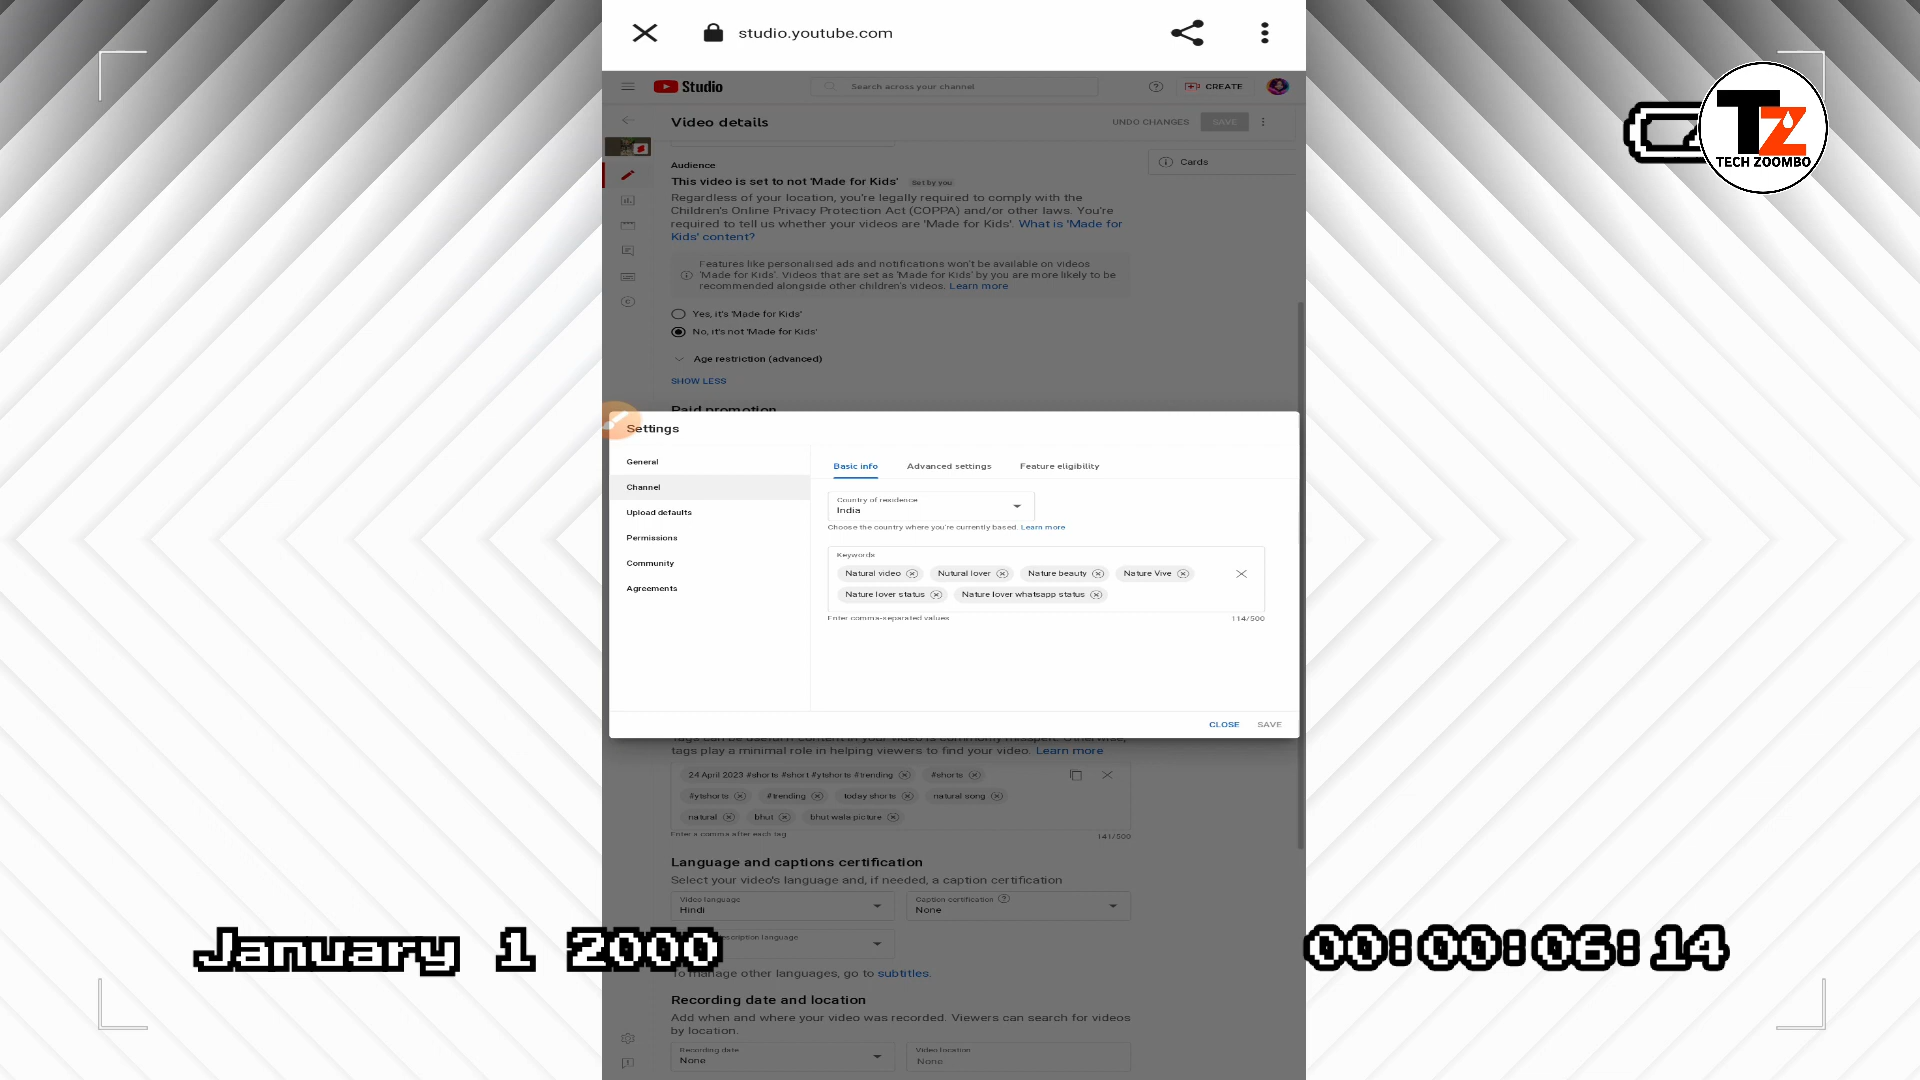 studio.youtube.com
Studio
Search across your channel
CREATE
TZ
TECH ZOOMBO
Video details
UNDO CHANGES
SAVE
Cards
Audience
This video is set to not 'Made for Kids' Set by you
Regardless of your location, you're legally required to comply with the
Children's Online Privacy Protection Act (COPPA) and/or other laws. You're
required to tell us whether your videos are 'Made for Kids'. What is 'Made for
Kids' content?
Features like personalised ads and notifications won't be available on videos
'Made for Kids'. Videos that are set as 'Made for Kids' by you are more likely to be
recommended alongside other children's videos. Learn more
Yes, it's 'Made for Kids'
No, it's not 'Made for Kids'
Age restriction (advanced)
SHOW LESS
Paid promotion
Settings
General
Channel
Upload defaults
Permissions
Community
Agreements
Basic info
Advanced settings
Feature eligibility
Country of residence
India
Choose the country where you're currently based. Learn more
Keywords
Natural video
Nutural lover
Nature beauty
Nature Vive
Nature lover status
Nature lover whatsapp status
Enter comma-separated values
114/500
CLOSE
SAVE
tags play a minimal role in helping viewers to find your video. Learn more
24 April 2023 #shorts #short #ytshorts #trending
#shorts
#ytshorts
#trending
today shorts
natural song
natural
bhut
bhut wala picture
Enter a comma after each tag
141/500
Language and captions certification
Select your video's language and, if needed, a caption certification
Video language
Hindi
Caption certification
None
language
To manage other languages, go to subtitles.
January 1 2000
00:00:06:14
Recording date and location
Add when and where your video was recorded. Viewers can search for videos
by location.
Recording date
None
Video location
None